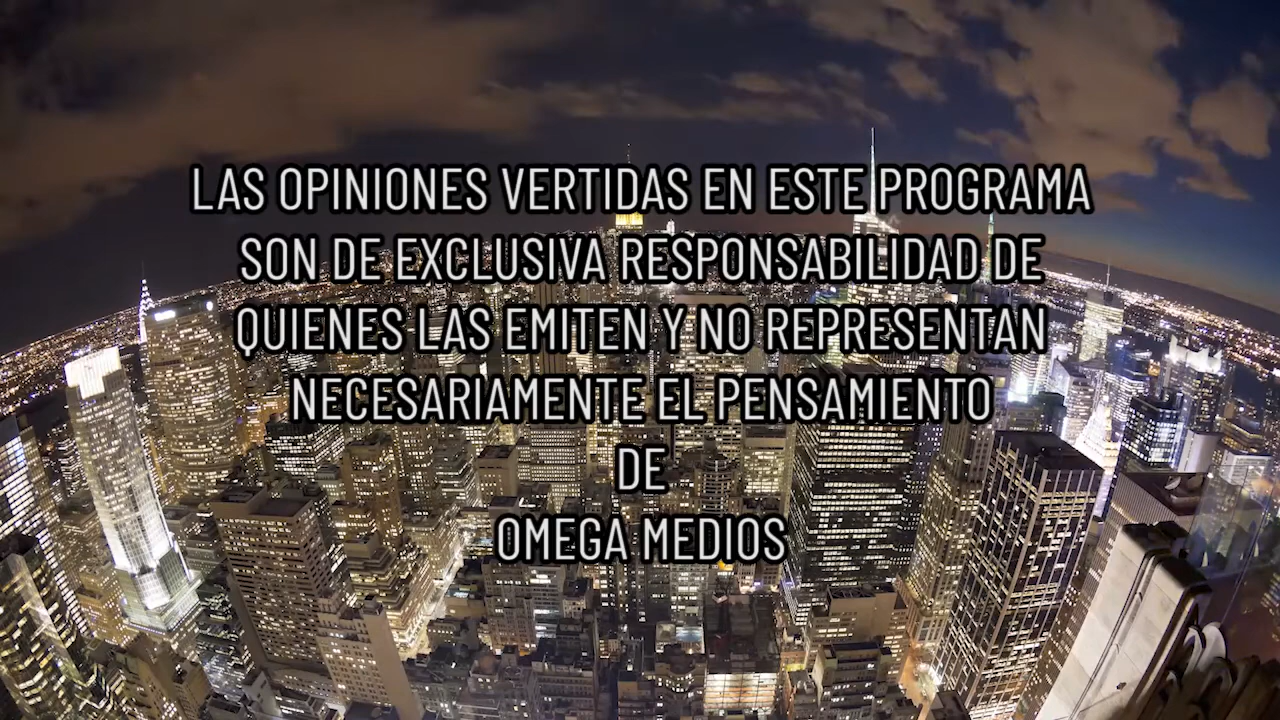 LAS OPINIONES VERTIDAS EN ESTE PROGRAMA
SON DE EXCLUSIVA RESPONSABILIDAD DE
QUIENES LAS EMITEN Y NO REPRESENTAN
NECESARIAMENTE EL PENSAMIENTO
DE
OMEGA MEDIOS